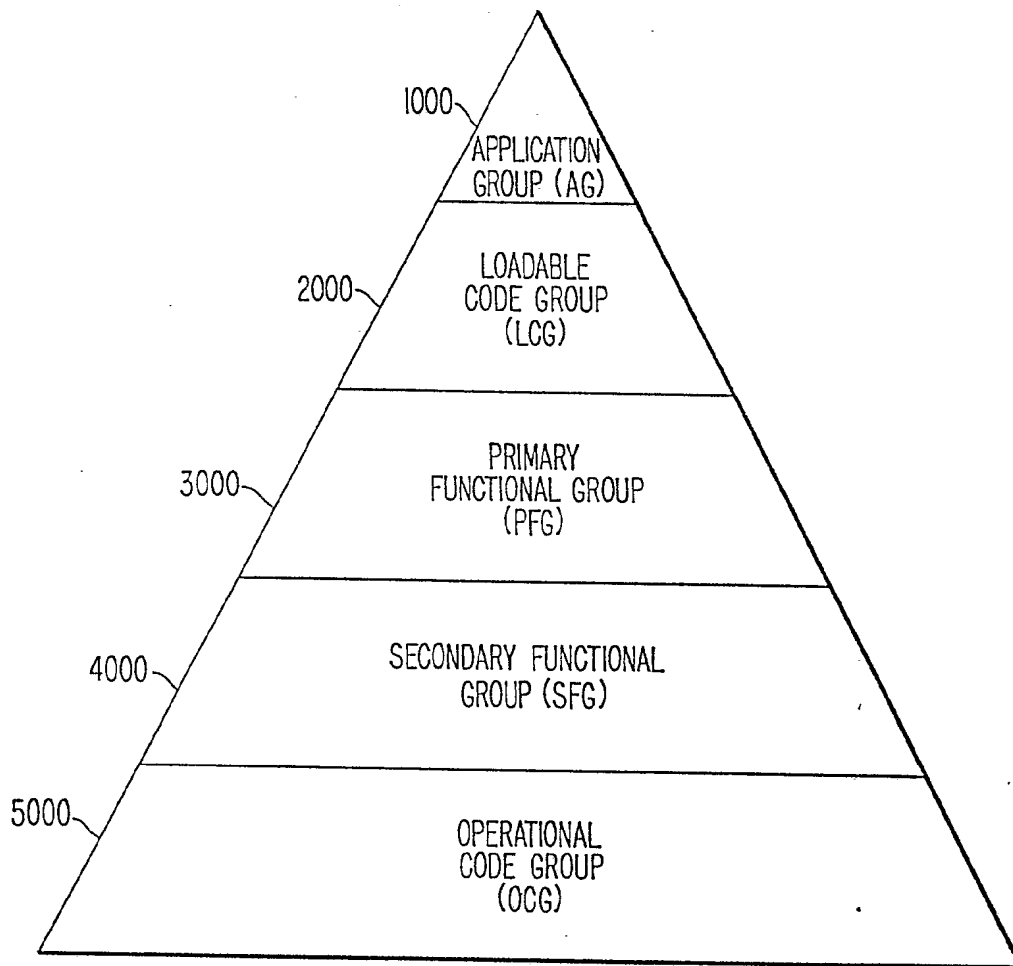 1000
APPLICATION
GROUP (AG)
2000
LOADABLE
CODE GROUP
(LCG)
3000
PRIMARY
FUNCTIONAL GROUP
(PFG)
4000
SECONDARY FUNCTIONAL
GROUP (SFG)
5000
OPERATIONAL
CODE GROUP
(OCG)